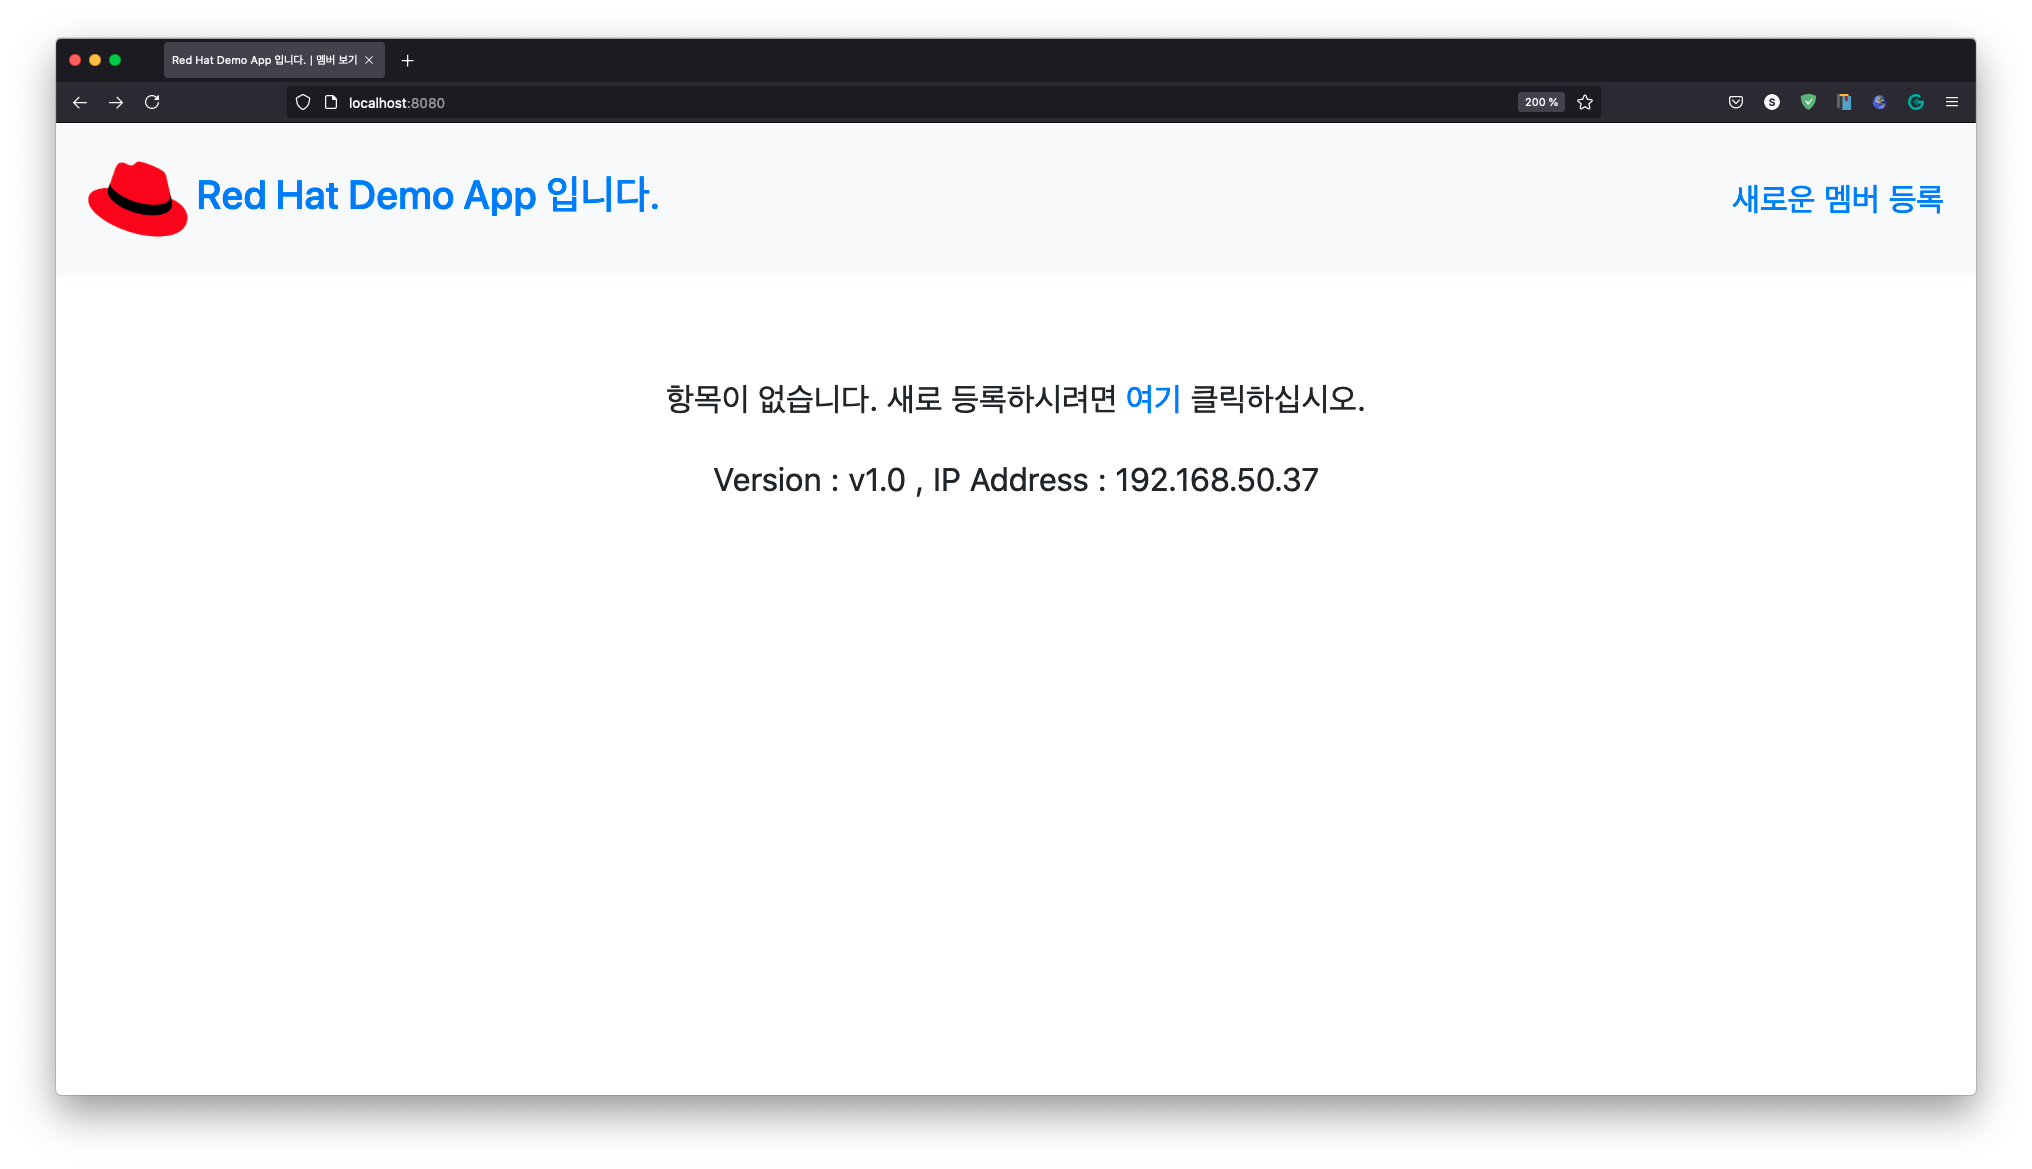 Red Hat Demo App 입니다. | 멤버 보기
localhost:8080
200 %
S
Red Hat Demo App 입니다.
새로운 멤버 등록
항목이 없습니다. 새로 등록하시려면 여기 클릭하십시오.
Version : v1.0 , IP Address : 192.168.50.37